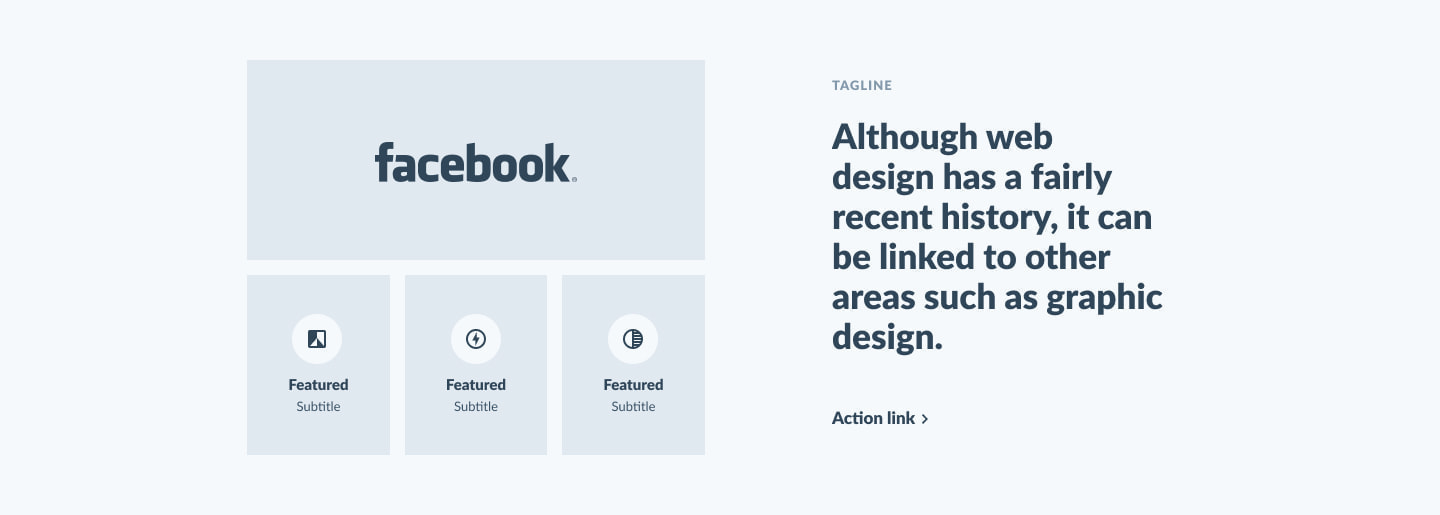 facebook®
Featured
Subtitle
Featured
Subtitle
Featured
Subtitle
TAGLINE
Although web
design has a fairly
recent history, it can
be linked to other
areas such as graphic
design.
Action link